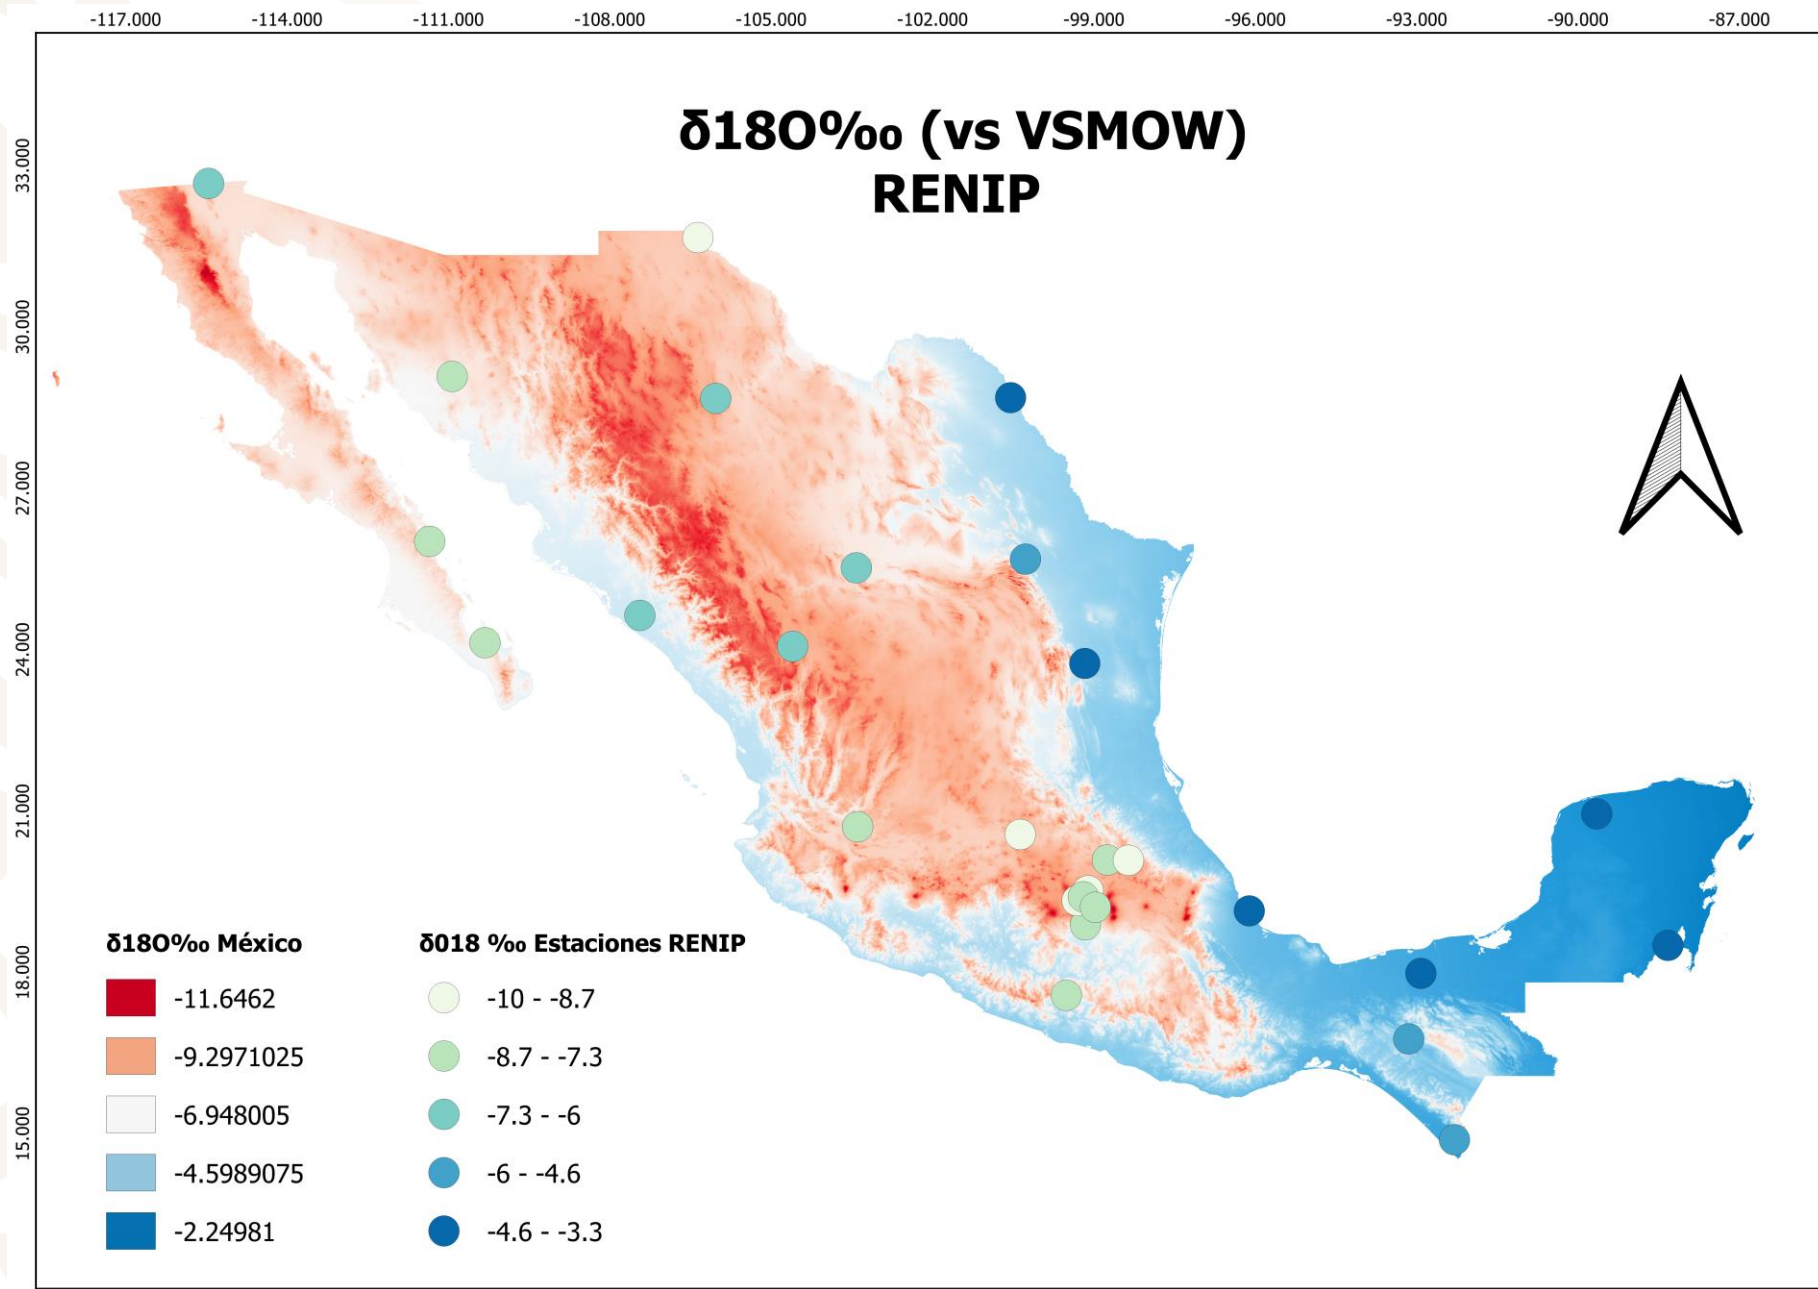 -117.000 -114.000 -111.000 -108.000 -105.000 -102.000 -99.000 -96.000 -93.000 -90.000 -87.000
δ18O‰ (vs VSMOW)
RENIP
33.000
30.000
27.000
24.000
21.000
18.000
15.000
δ18O‰ México
-11.6462
-9.2971025
-6.948005
-4.5989075
-2.24981
δ018 ‰ Estaciones RENIP
-10 - -8.7
-8.7 - -7.3
-7.3 - -6
-6 - -4.6
-4.6 - -3.3